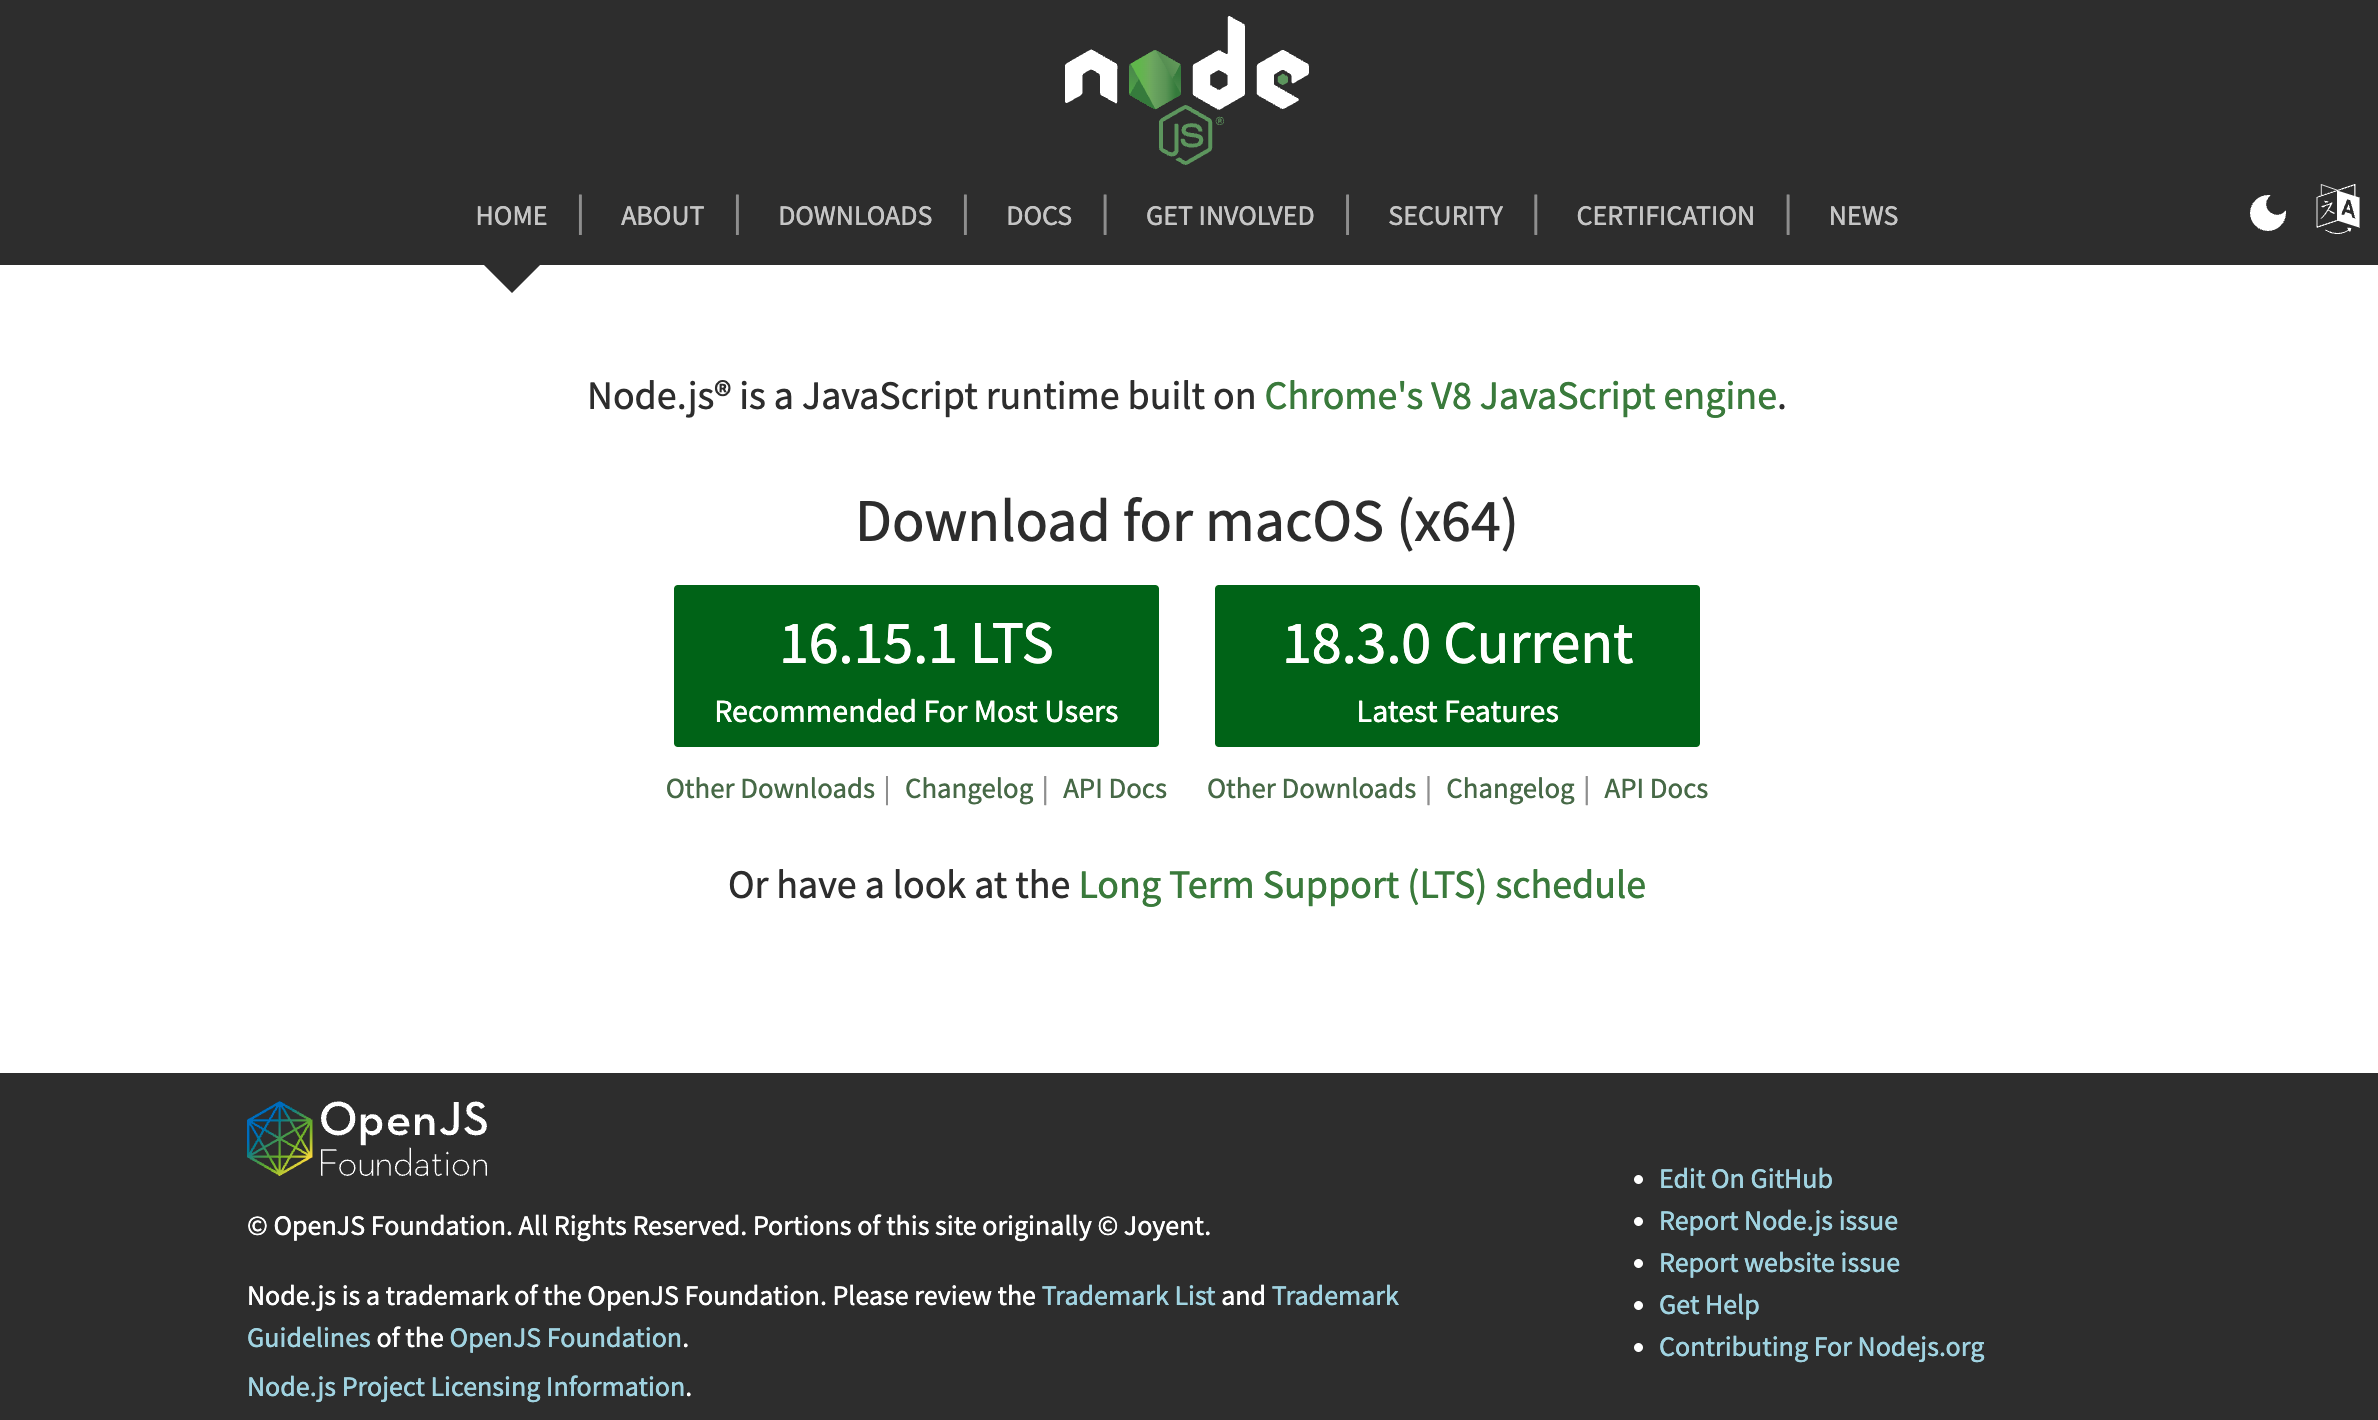 node
JS®
HOME | ABOUT | DOWNLOADS | DOCS | GET INVOLVED | SECURITY | CERTIFICATION | NEWS
Node.js® is a JavaScript runtime built on Chrome's V8 JavaScript engine.
Download for macOS (x64)
16.15.1 LTS
Recommended For Most Users
18.3.0 Current
Latest Features
Other Downloads | Changelog | API Docs
Other Downloads | Changelog | API Docs
Or have a look at the Long Term Support (LTS) schedule
OpenJS
Foundation
© OpenJS Foundation. All Rights Reserved. Portions of this site originally © Joyent.
Node.js is a trademark of the OpenJS Foundation. Please review the Trademark List and Trademark
Guidelines of the OpenJS Foundation.
Node.js Project Licensing Information.
Edit On GitHub
Report Node.js issue
Report website issue
Get Help
Contributing For Nodejs.org